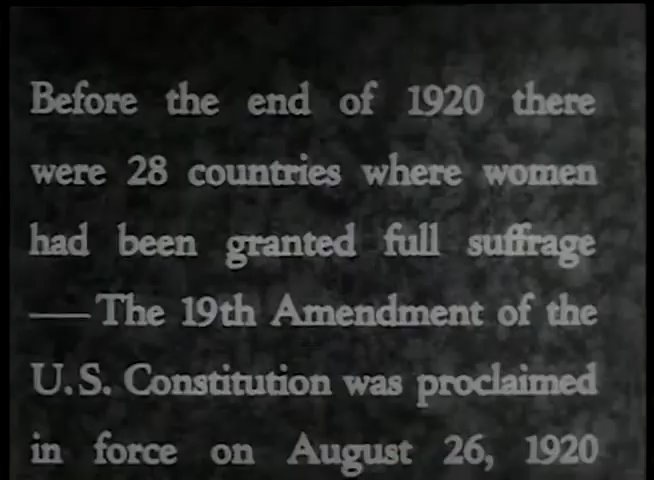 Before the end of 1920 there
were 28 countries where women
had been granted full suffrage
—The 19th Amendment of the
U.S. Constitution was proclaimed
in force on August 26, 1920